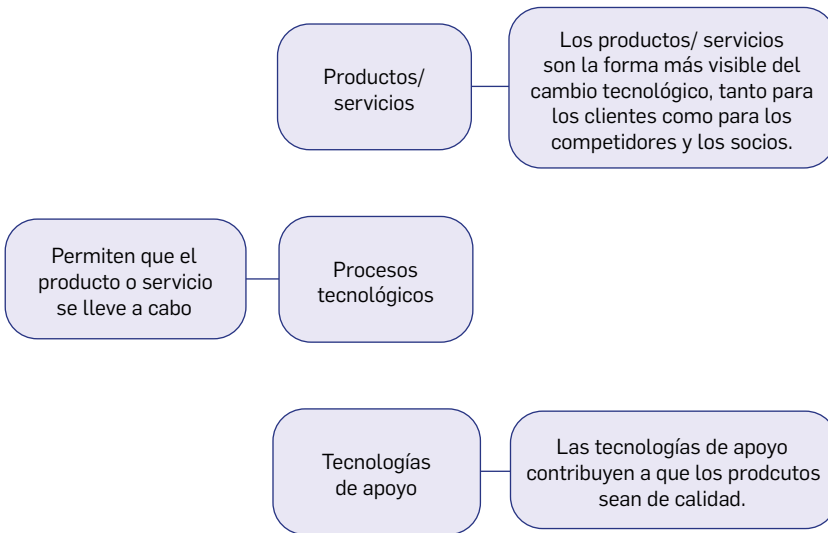 Productos/
servicios
Los productos/ servicios
son la forma más visible del
cambio tecnológico, tanto para
los clientes como para los
competidores y los socios.
Permiten que el
producto o servicio
se lleve a cabo
Procesos
tecnológicos
Tecnologías
de apoyo
Las tecnologías de apoyo
contribuyen a que los prodcutos
sean de calidad.